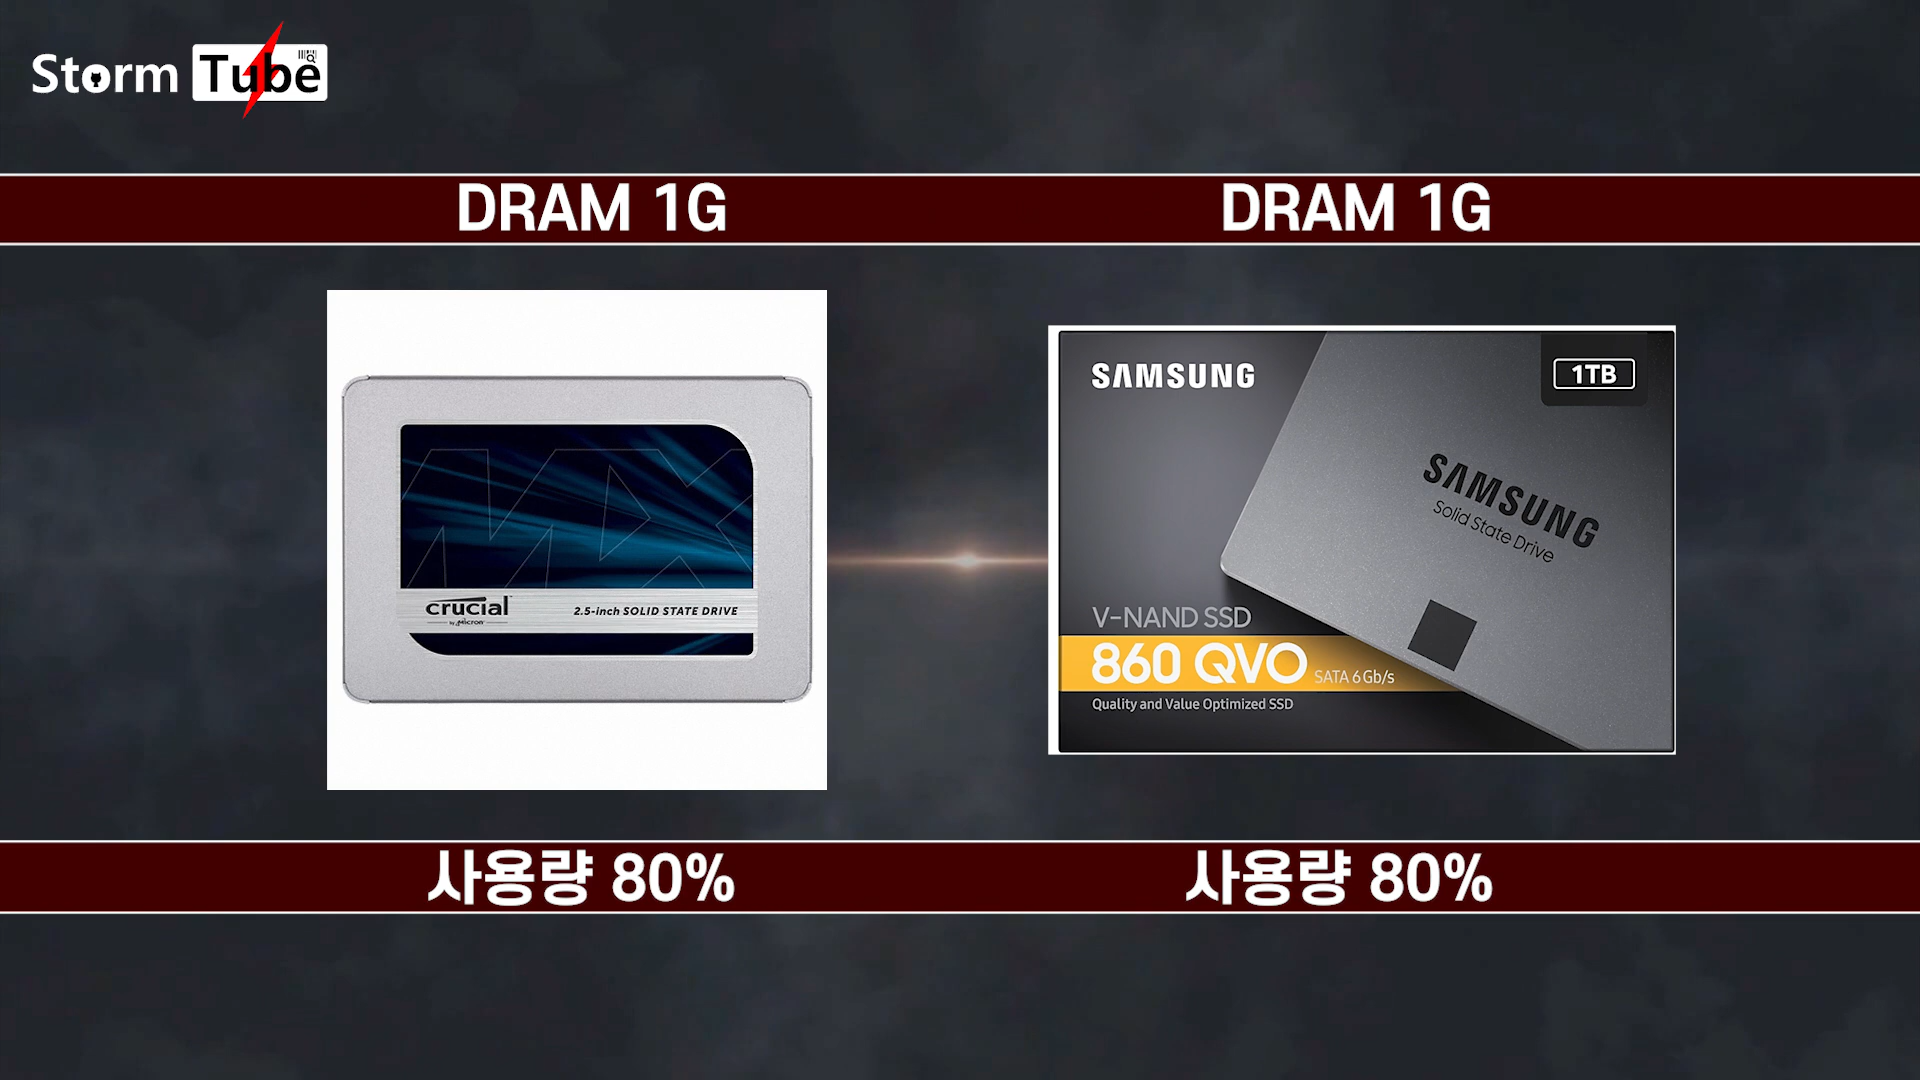 Storm Tube
DRAM 1G
DRAM 1G
crucial
by Micron
2.5-inch SOLID STATE DRIVE
SAMSUNG
1TB
SAMSUNG
Solid State Drive
V-NAND SSD
860 QVO SATA 6Gb/s
Quality and Value Optimized SSD
사용량 80%
사용량 80%